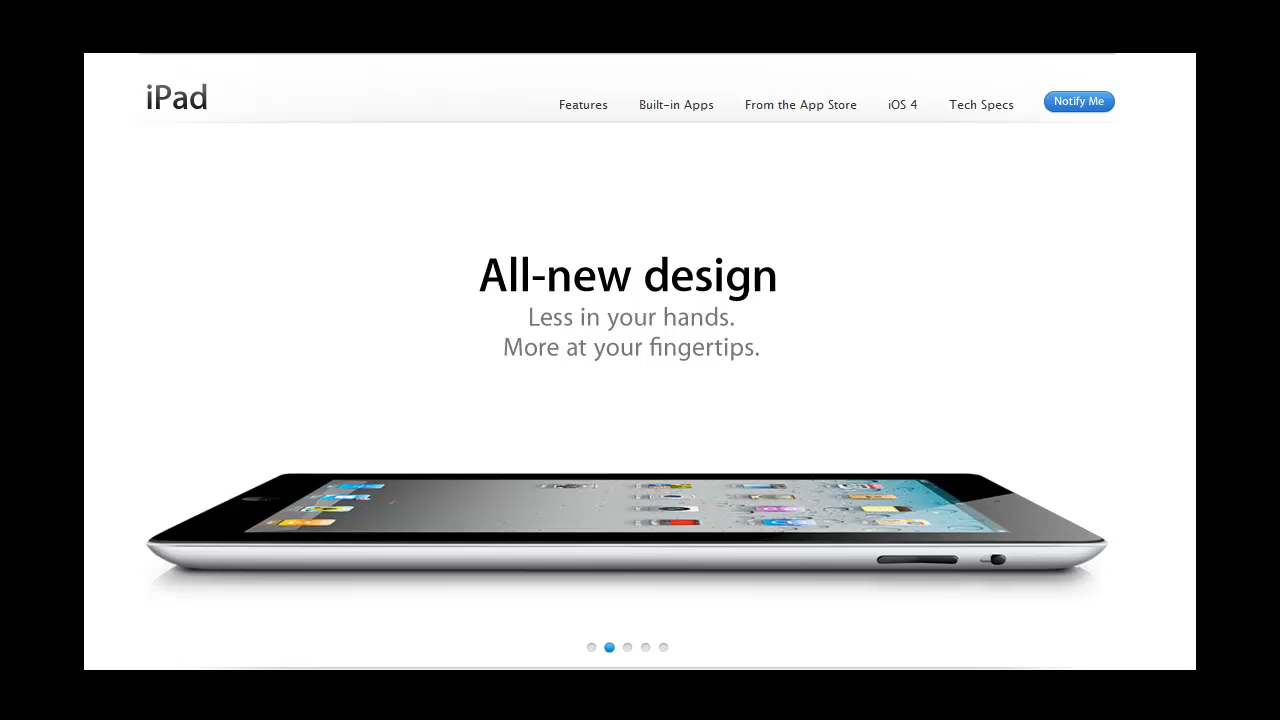 iPad
Features Built-in Apps From the App Store iOS 4 Tech Specs Notify Me
All-new design
Less in your hands.
More at your fingertips.